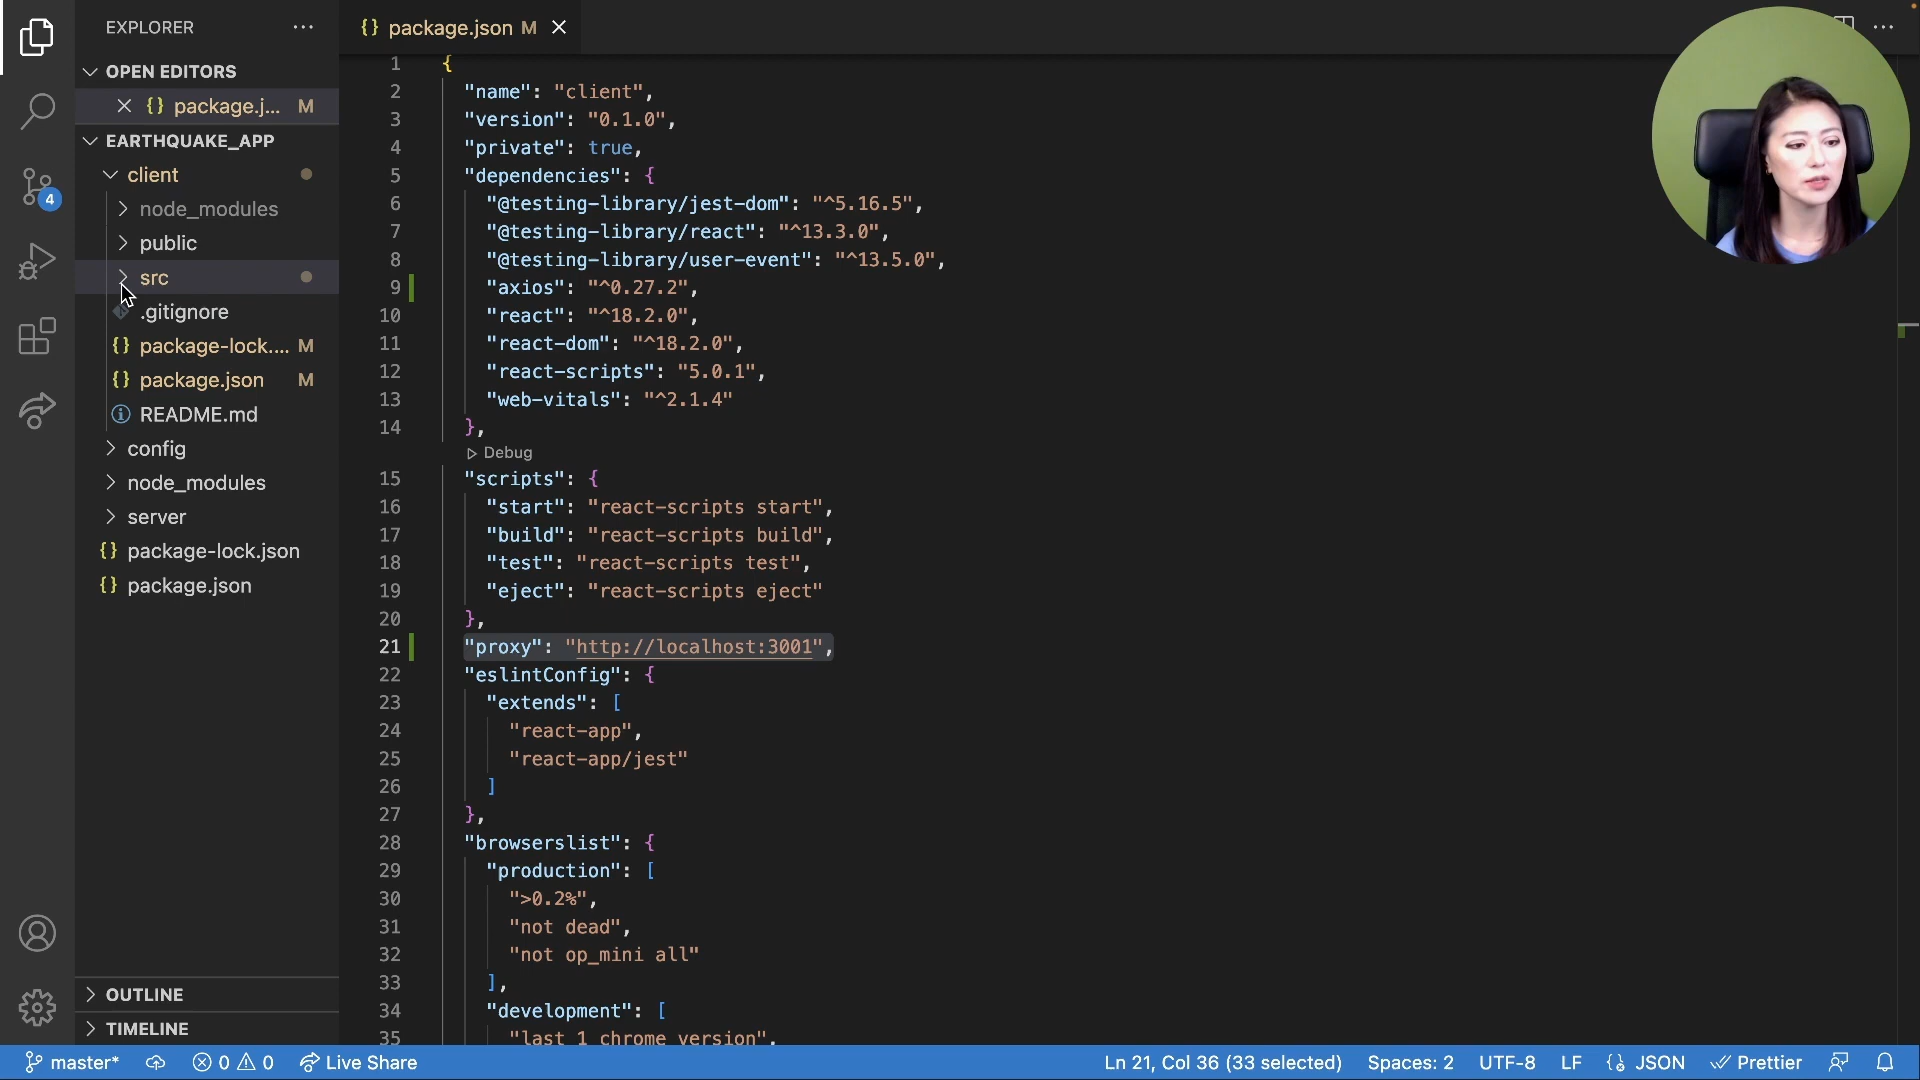 EXPLORER
OPEN EDITORS
package.j... M
EARTHQUAKE_APP
client
node_modules
public
src
.gitignore
package-lock.... M
package.json M
README.md
config
node_modules
server
package-lock.json
package.json
OUTLINE
TIMELINE
4
{} package.json M
1 {
2 "name": "client",
3 "version": "0.1.0",
4 "private": true,
5 "dependencies": {
6 "@testing-library/jest-dom": "^5.16.5",
7 "@testing-library/react": "^13.3.0",
8 "@testing-library/user-event": "^13.5.0",
9 "axios": "^0.27.2",
10 "react": "^18.2.0",
11 "react-dom": "^18.2.0",
12 "react-scripts": "5.0.1",
13 "web-vitals": "^2.1.4"
14 },
Debug
15 "scripts": {
16 "start": "react-scripts start",
17 "build": "react-scripts build",
18 "test": "react-scripts test",
19 "eject": "react-scripts eject"
20 },
21 "proxy": "http://localhost:3001",
22 "eslintConfig": {
23 "extends": [
24 "react-app",
25 "react-app/jest"
26 ]
27 },
28 "browserslist": {
29 "production": [
30 ">0.2%",
31 "not dead",
32 "not op_mini all"
33 ],
34 "development": [
35 "last 1 chrome version",
master* 0 0 Live Share Ln 21, Col 36 (33 selected) Spaces: 2 UTF-8 LF {} JSON Prettier